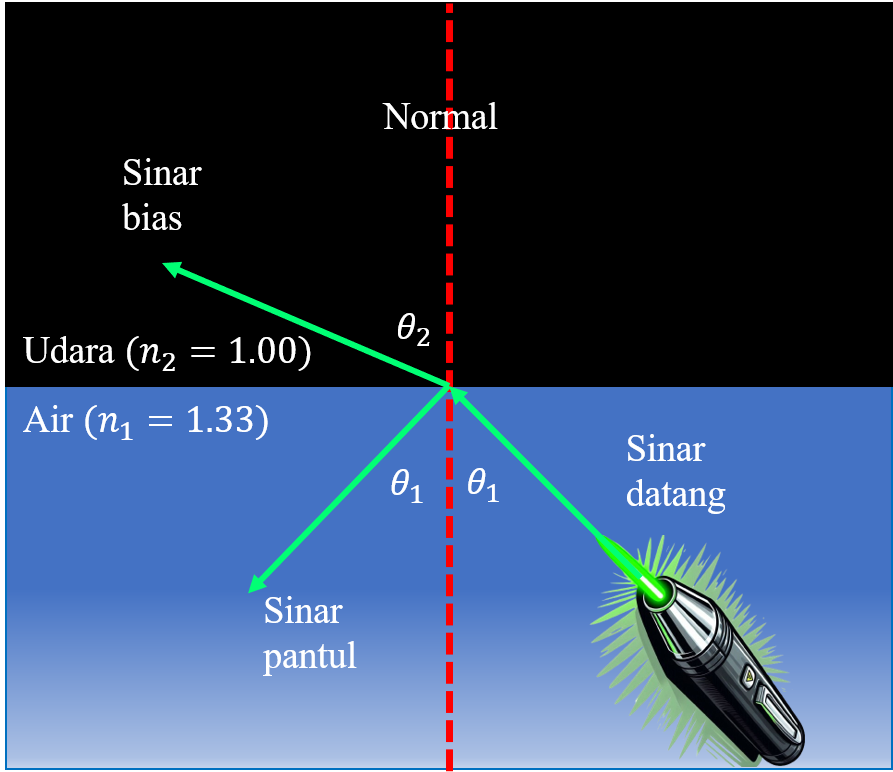 Normal
Sinar
bias
θ₂
Udara (n₂ = 1.00)
Air (n₁ = 1.33)
θ₁
θ₁
Sinar
datang
Sinar
pantul